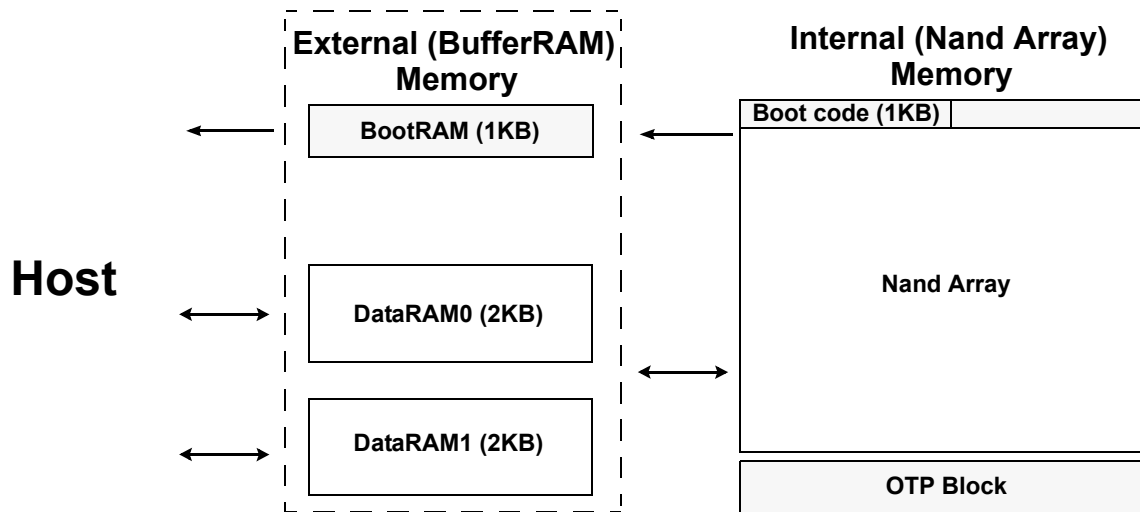 External (BufferRAM)
Memory
Internal (Nand Array)
Memory
BootRAM (1KB)
Boot code (1KB)
Host
Nand Array
DataRAM0 (2KB)
DataRAM1 (2KB)
OTP Block